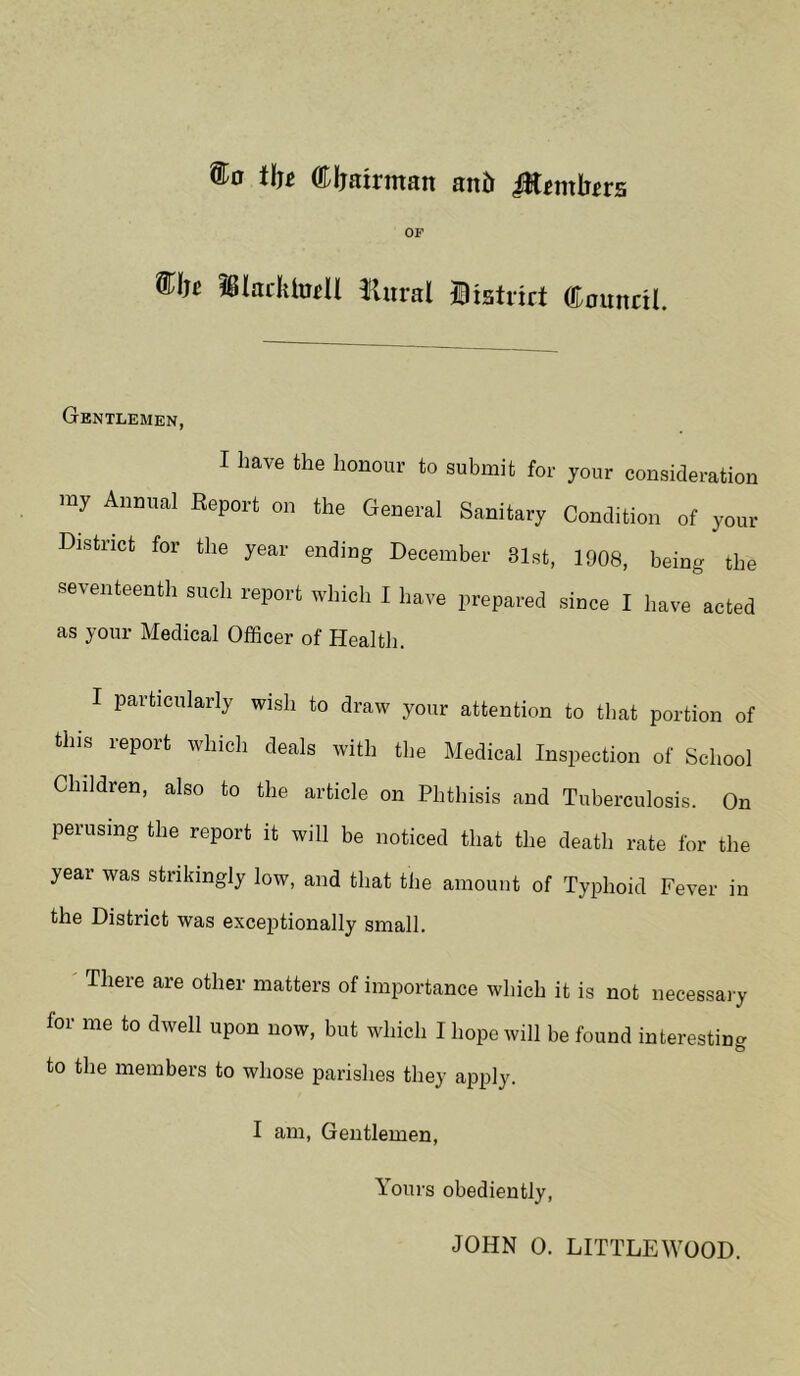 To the Chairman and Members
OF
The Blackwell Rural District Council.
GENTLEMEN,
I have the honour to submit for your consideration
my Annual Report on the General Sanitary Condition of your
District for the year ending December 31st, 1908, being the
seventeenth such report which I have prepared since I have acted
as your Medical Officer of Health.
I particularly wish to draw your attention to that portion of
this report which deals with the Medical Inspection of School
Children, also to the article on Phthisis and Tuberculosis. On
perusing the report it will be noticed that the death rate for the
year was strikingly low, and that the amount of Typhoid Fever in
the District was exceptionally small.
There are other matters of importance which it is not necessary
for me to dwell upon now, but which I hope will be found interesting
to the members to whose parishes they apply.
I am, Gentlemen,
Yours obediently,
JOHN O. LITTLEWOOD.